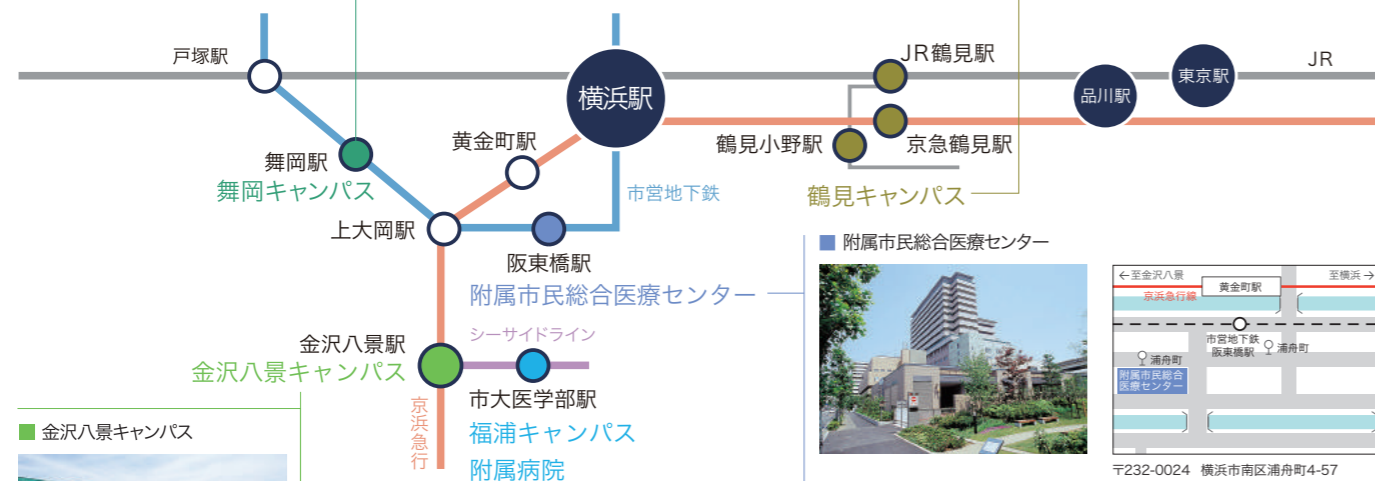 戸塚駅
横浜駅
JR鶴見駅
品川駅
東京駅
JR
黄金町駅
鶴見小野駅
京急鶴見駅
舞岡駅
舞岡キャンパス
市営地下鉄
鶴見キャンパス
上大岡駅
阪東橋駅
附属市民総合医療センター
シーサイドライン
金沢八景駅
金沢八景キャンパス
市大医学部駅
福浦キャンパス
附属病院
京浜急行
■ 金沢八景キャンパス
■ 附属市民総合医療センター
←至金沢八景
黄金町駅
至横浜→
京浜急行線
市営地下鉄
阪東橋駅
浦舟町
浦舟町
附属市民総合
医療センター
〒232-0024 横浜市南区浦舟町4-57